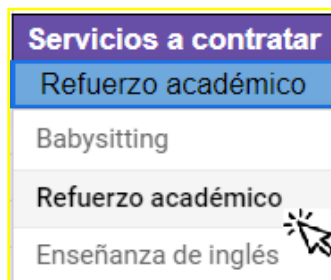 Servicios a contratar
Refuerzo académico
Babysitting
Refuerzo académico
Enseñanza de inglés